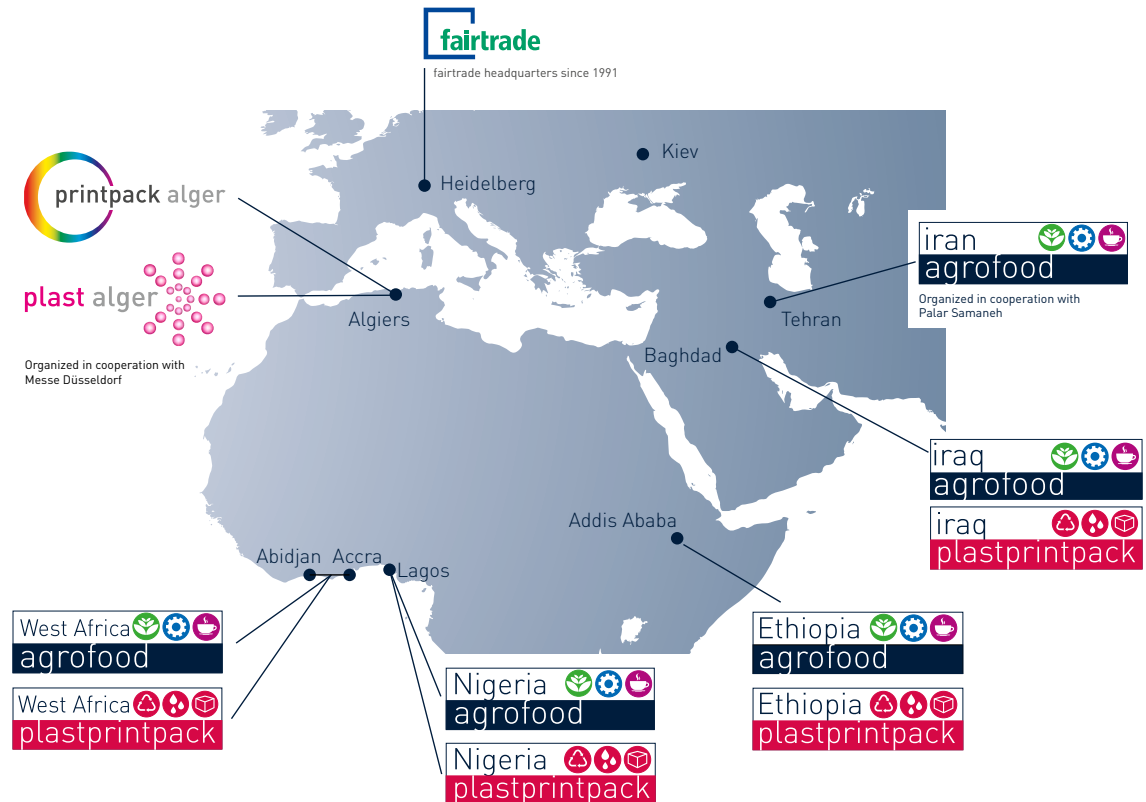 fairtrade
fairtrade headquarters since 1991
Kiev
Heidelberg
printpack alger
plast alger
Organized in cooperation with
Messe Düsseldorf
Algiers
iran
agrofood
Organized in cooperation with
Palar Samaneh
Tehran
Baghdad
iraq
agrofood
iraq
plastprintpack
Addis Ababa
Abidjan
Accra
Lagos
West Africa
agrofood
West Africa
plastprintpack
Nigeria
agrofood
Nigeria
plastprintpack
Ethiopia
agrofood
Ethiopia
plastprintpack